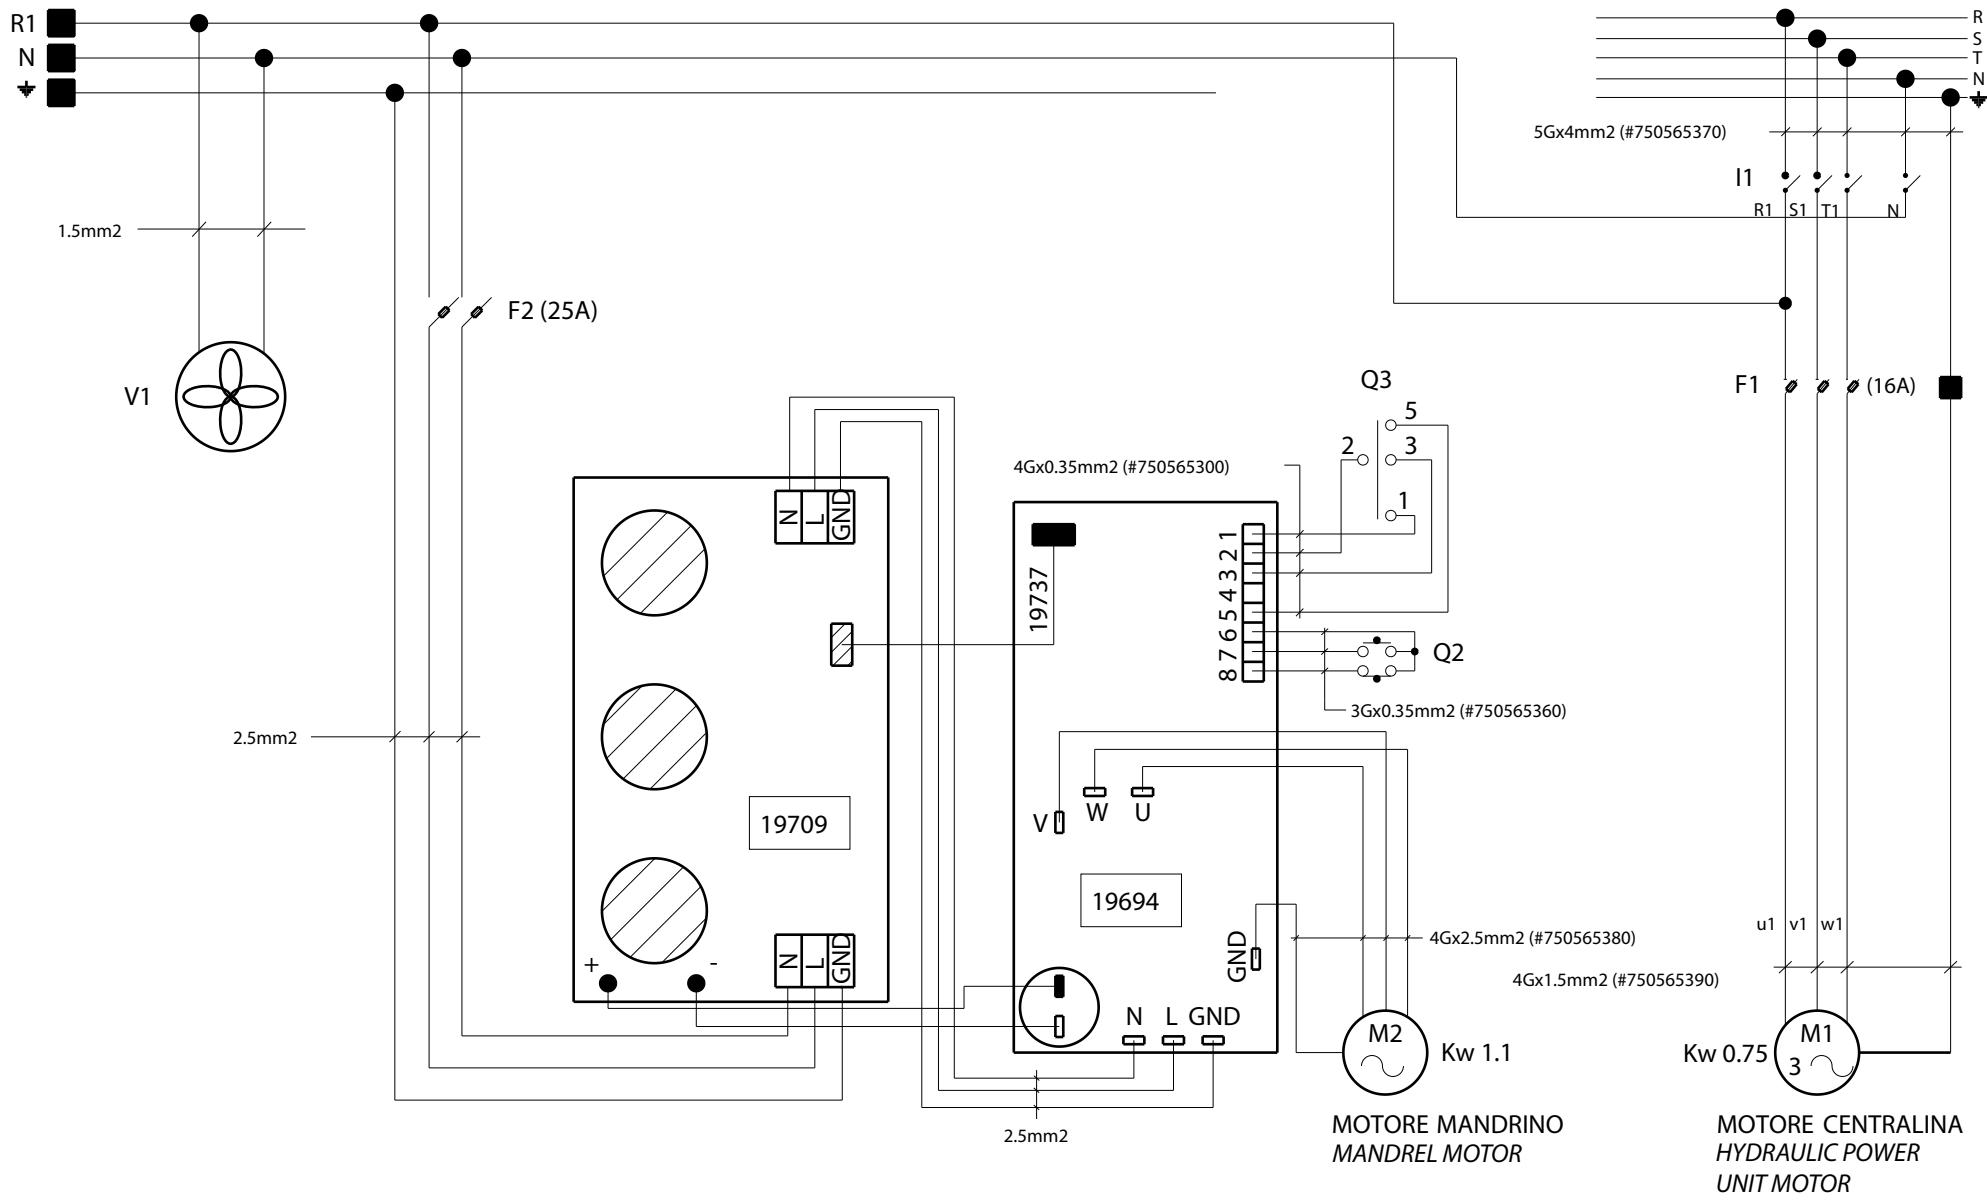 R1
N
R
S
T
N
5Gx4mm2 (#750565370)
I1
R1 S1 T1 N
1.5mm2
F2 (25A)
V1
Q3
F1 (16A)
5
2 3
1
4Gx0.35mm2 (#750565300)
N L GND
19737
1 2 3 4 5 6 7 8
Q2
3Gx0.35mm2 (#750565360)
2.5mm2
V W U
19709
19694
GND
u1 v1 w1
4Gx2.5mm2 (#750565380)
4Gx1.5mm2 (#750565390)
+ -
N L GND
N L GND
M2
Kw 1.1
M1
3
Kw 0.75
2.5mm2
MOTORE MANDRINO
MANDREL MOTOR
MOTORE CENTRALINA
HYDRAULIC POWER
UNIT MOTOR